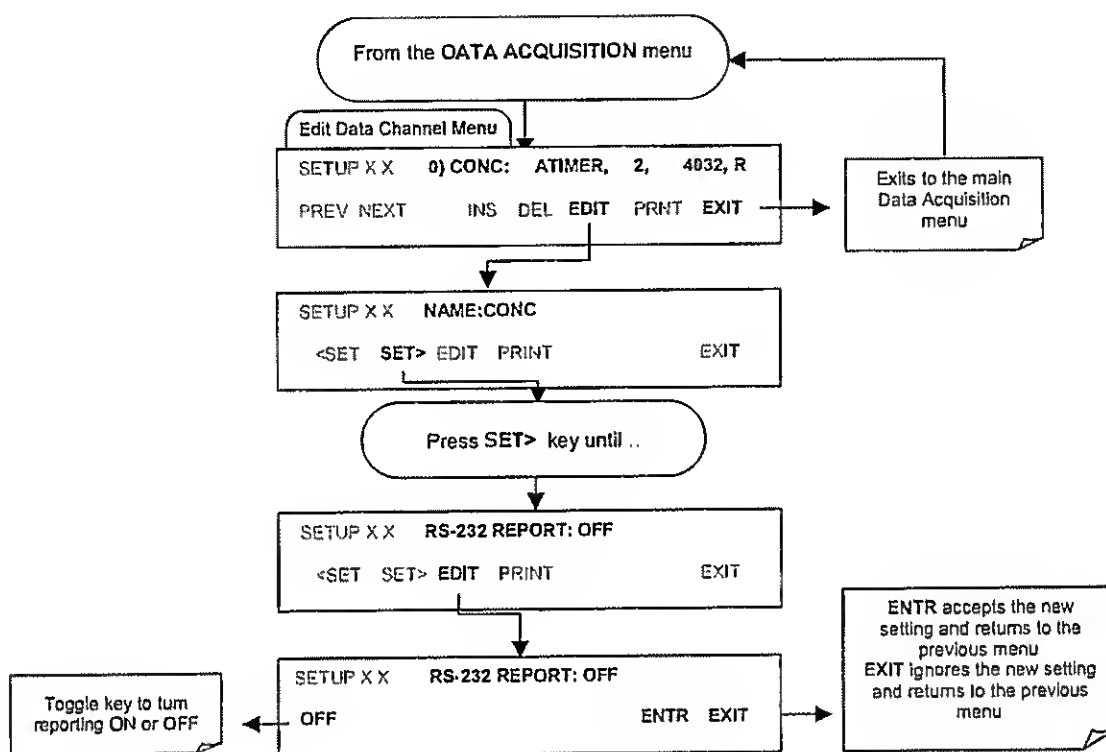 From the OATA ACQUISITION menu
Edit Data Channel Menu
SETUP X X 0) CONC: ATIMER, 2, 4032, R
PREV NEXT INS DEL EDIT PRNT EXIT
Exits to the main
Data Acquisition
menu
SETUP X X NAME:CONC
<SET SET> EDIT PRINT EXIT
Press SET> key until ..
SETUP X X RS-232 REPORT: OFF
<SET SET> EDIT PRINT EXIT
SETUP X X RS-232 REPORT: OFF
OFF ENTR EXIT
Toggle key to turn
reporting ON or OFF
ENTR accepts the new
setting and returns to the
previous menu
EXIT ignores the new setting
and returns to the previous
menu